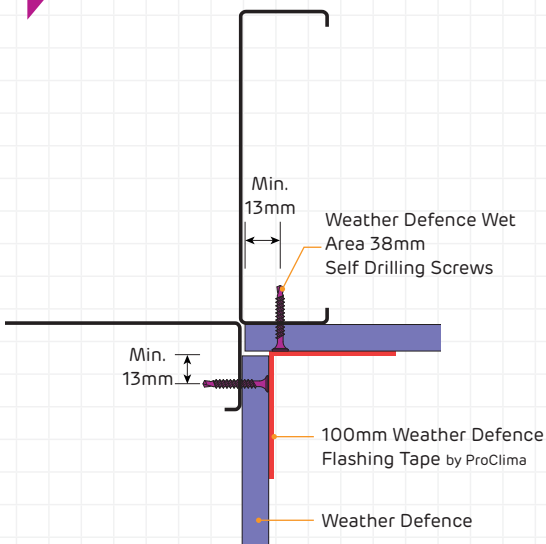 Min.
13mm
Weather Defence Wet
Area 38mm
Self Drilling Screws
Min.
13mm
100mm Weather Defence
Flashing Tape by ProClima
Weather Defence